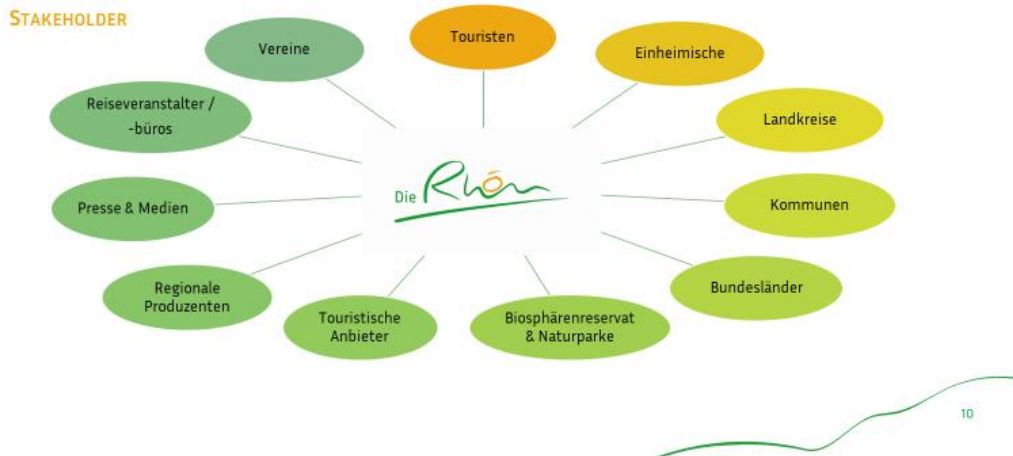 STAKEHOLDER
Touristen
Vereine
Einheimische
Reiseveranstalter /
-büros
Landkreise
Die Rhön
Presse & Medien
Kommunen
Regionale
Produzenten
Bundesländer
Touristische
Anbieter
Biosphärenreservat
& Naturparke
10